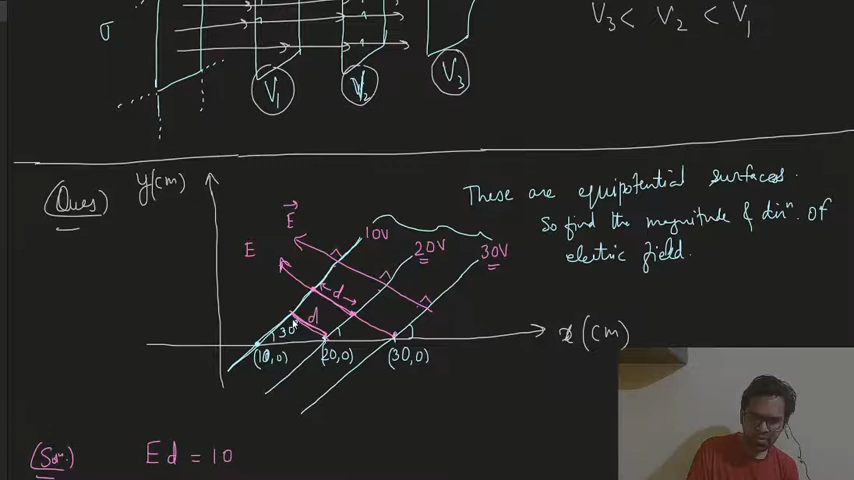 σ
V₃ < V₂ < V₁
V₁
V₂
V₃
Ques
y(cm)
These are equipotential surfaces.
So find the magnitude & dirⁿ. of
electric field.
E
E
10V
20V
30V
d
d
30°
(10,0)
(20,0)
(30,0)
x(cm)
Solⁿ.
Ed = 10